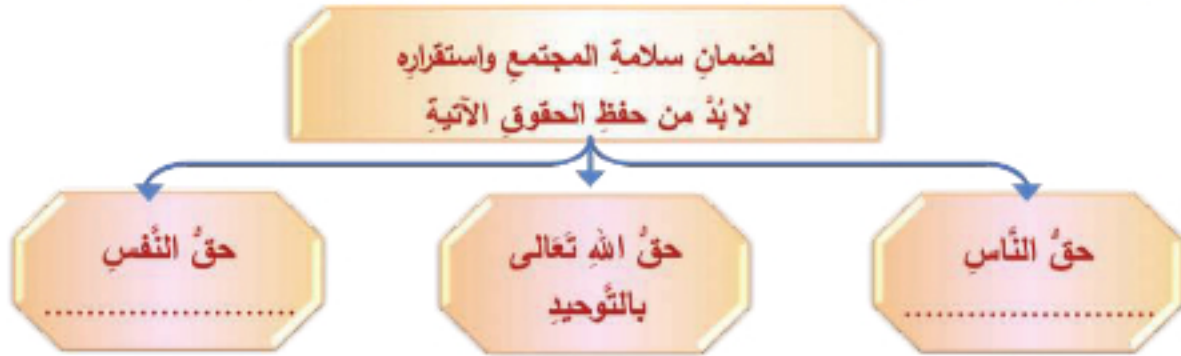 لضمانِ سلامةِ المجتمعِ واستقرارِهِ
لا بُدَّ من حفظِ الحقوقِ الآتيةِ
حقُّ النَّاسِ
............................
حقُّ اللهِ تَعَالى
بالتَّوحيدِ
حقُّ النَّفسِ
............................